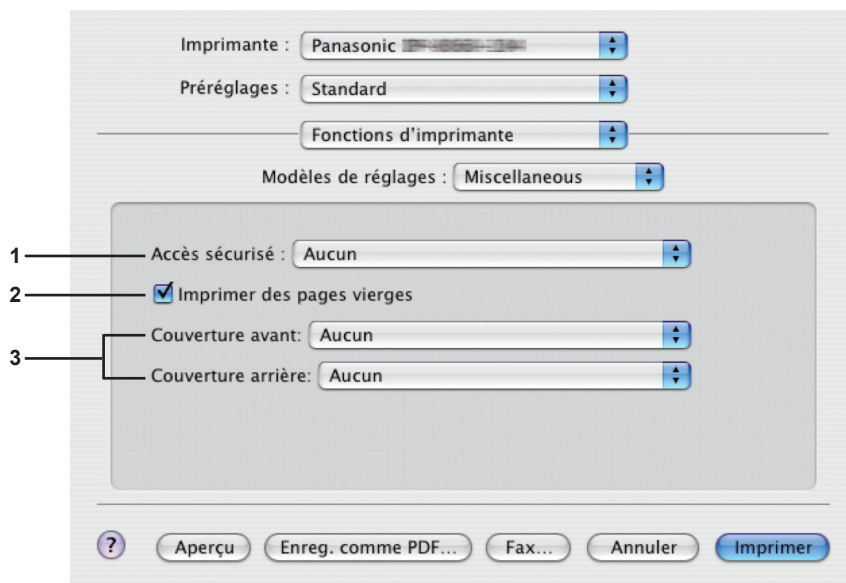 Imprimante : Panasonic
Préréglages : Standard
Fonctions d'imprimante
Modèles de réglages : Miscellaneous
1 Accès sécurisé : Aucun
2 Imprimer des pages vierges
3
Couverture avant: Aucun
Couverture arrière: Aucun
? Aperçu Enreg. comme PDF... Fax... Annuler Imprimer